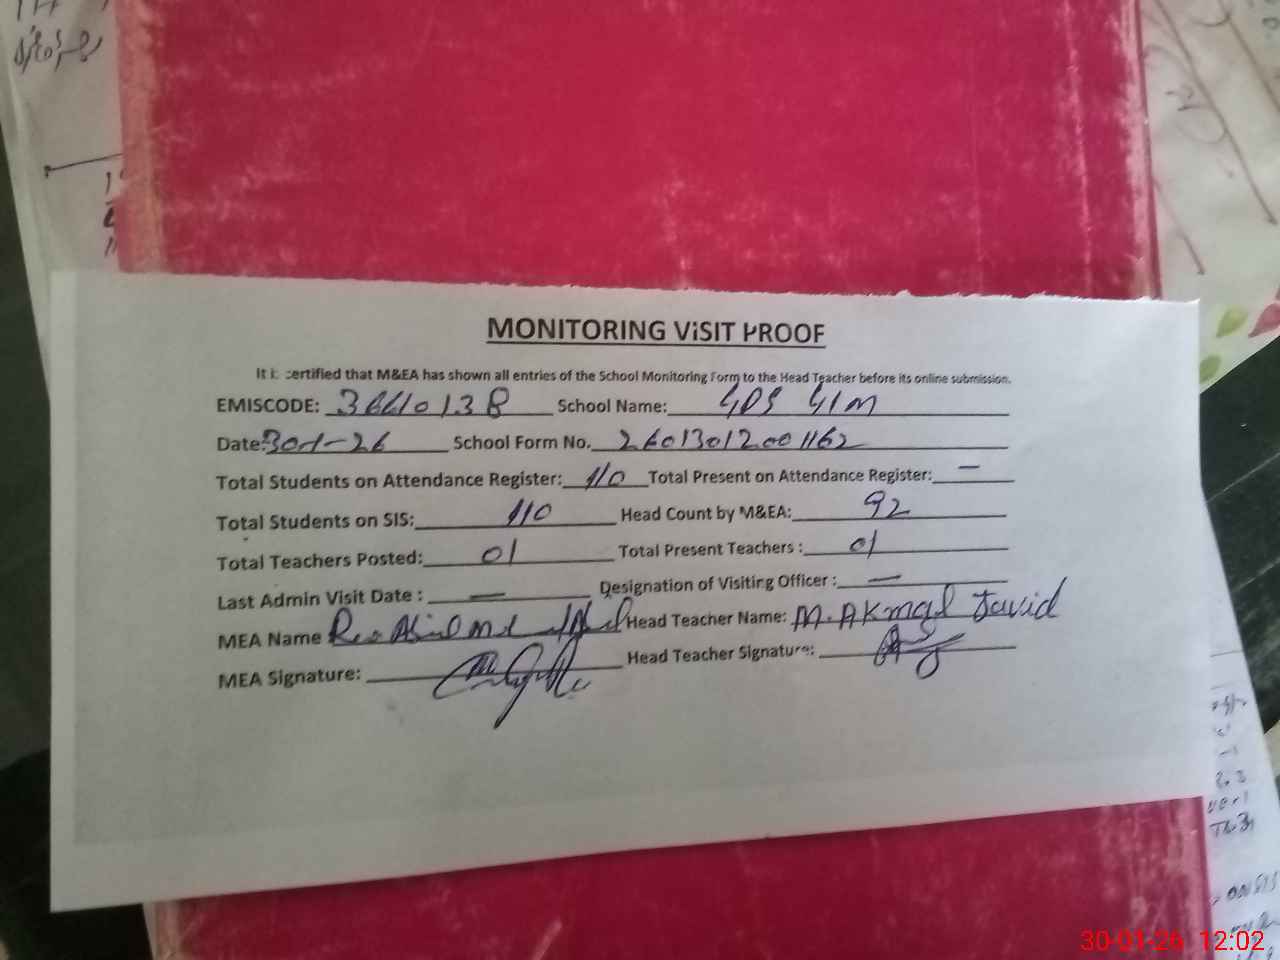 MONITORING VISIT PROOF
It is certified that M&EA has shown all entries of the School Monitoring Form to the Head Teacher before its online submission.
EMISCODE: 36610138 School Name: GPS 41M
Date: 30-1-26 School Form No. 26013012001162
Total Students on Attendance Register: 110 Total Present on Attendance Register: —
Total Students on SIS: 110 Head Count by M&EA: 92
Total Teachers Posted: 01 Total Present Teachers : 01
Last Admin Visit Date : — Designation of Visiting Officer : —
MEA Name Head Teacher Name: M. AKmal Javid
MEA Signature: Head Teacher Signature:
30-01-26 12:02